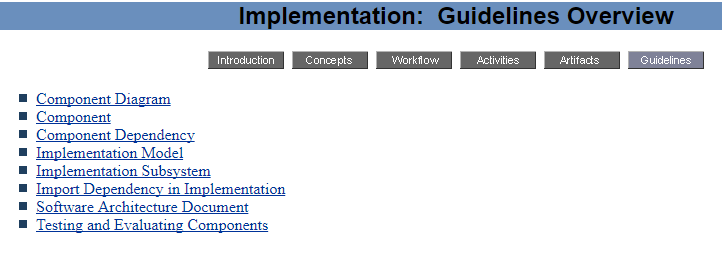 Implementation: Guidelines Overview
Introduction Concepts Workflow Activities Artifacts Guidelines
Component Diagram
Component
Component Dependency
Implementation Model
Implementation Subsystem
Import Dependency in Implementation
Software Architecture Document
Testing and Evaluating Components